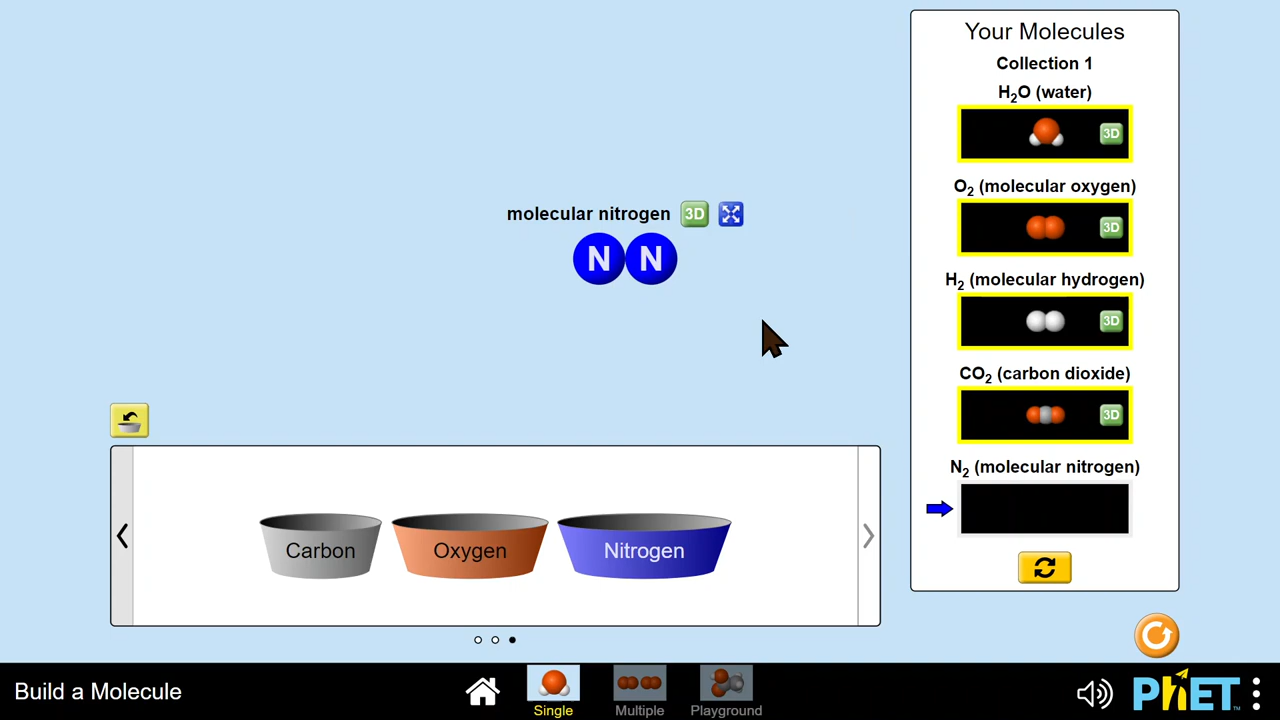 Your Molecules
Collection 1
H₂O (water)
3D
O₂ (molecular oxygen)
3D
H₂ (molecular hydrogen)
3D
CO₂ (carbon dioxide)
3D
N₂ (molecular nitrogen)
molecular nitrogen 3D
N N
Carbon Oxygen Nitrogen
Build a Molecule
Single Multiple Playground
PhET™